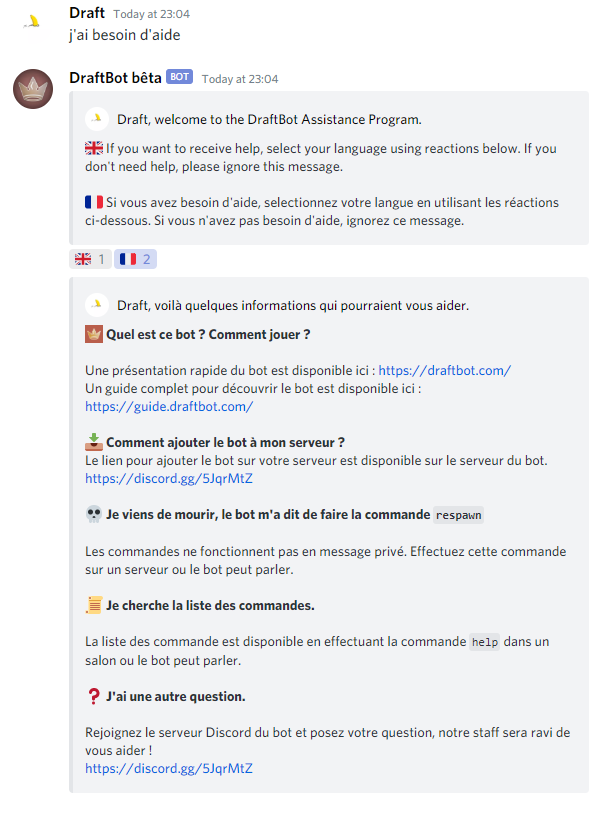 Draft Today at 23:04
j'ai besoin d'aide
DraftBot bêta BOT Today at 23:04
Draft, welcome to the DraftBot Assistance Program.
If you want to receive help, select your language using reactions below. If you
don't need help, please ignore this message.
Si vous avez besoin d'aide, selectionnez votre langue en utilisant les réactions
ci-dessous. Si vous n'avez pas besoin d'aide, ignorez ce message.
1 2
Draft, voilà quelques informations qui pourraient vous aider.
Quel est ce bot ? Comment jouer ?
Une présentation rapide du bot est disponible ici : https://draftbot.com/
Un guide complet pour découvrir le bot est disponible ici :
https://guide.draftbot.com/
Comment ajouter le bot à mon serveur ?
Le lien pour ajouter le bot sur votre serveur est disponible sur le serveur du bot.
https://discord.gg/5JqrMtZ
Je viens de mourir, le bot m'a dit de faire la commande respawn
Les commandes ne fonctionnent pas en message privé. Effectuez cette commande
sur un serveur ou le bot peut parler.
Je cherche la liste des commandes.
La liste des commande est disponible en effectuant la commande help dans un
salon ou le bot peut parler.
J'ai une autre question.
Rejoignez le serveur Discord du bot et posez votre question, notre staff sera ravi de
vous aider !
https://discord.gg/5JqrMtZ